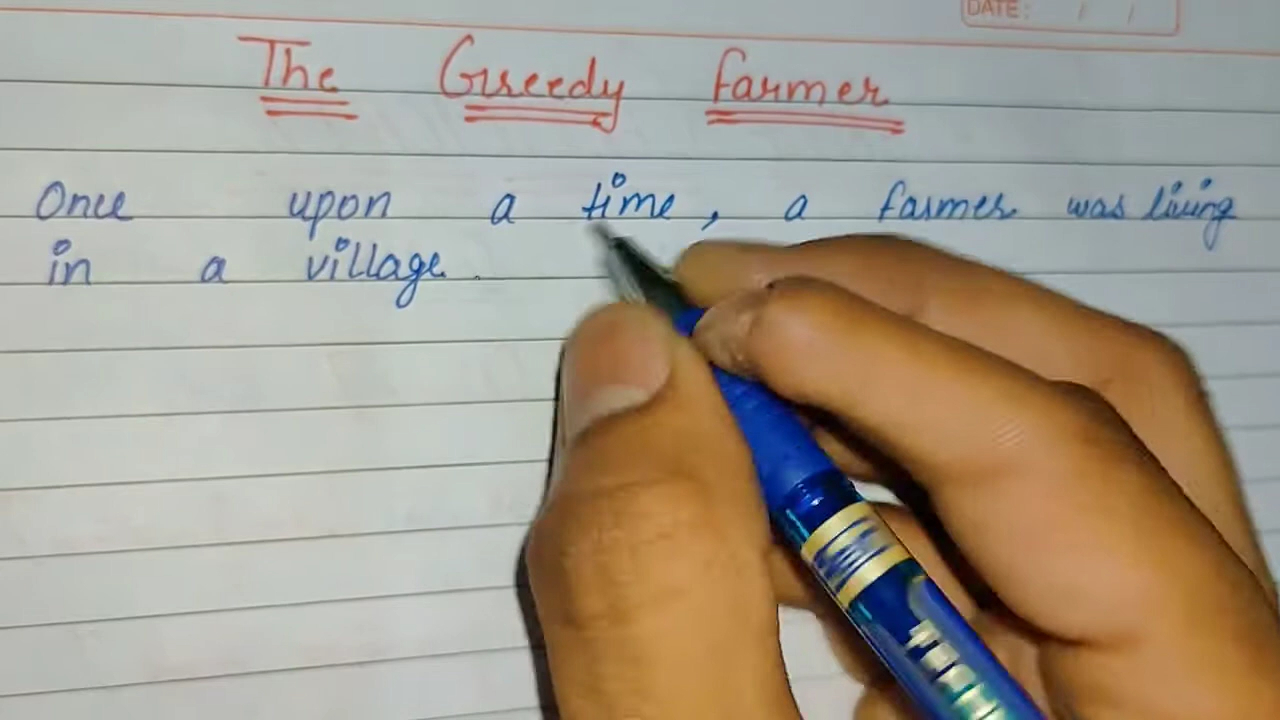 DATE: / /
The Greedy farmer
Once upon a time, a farmer was living
in a village.